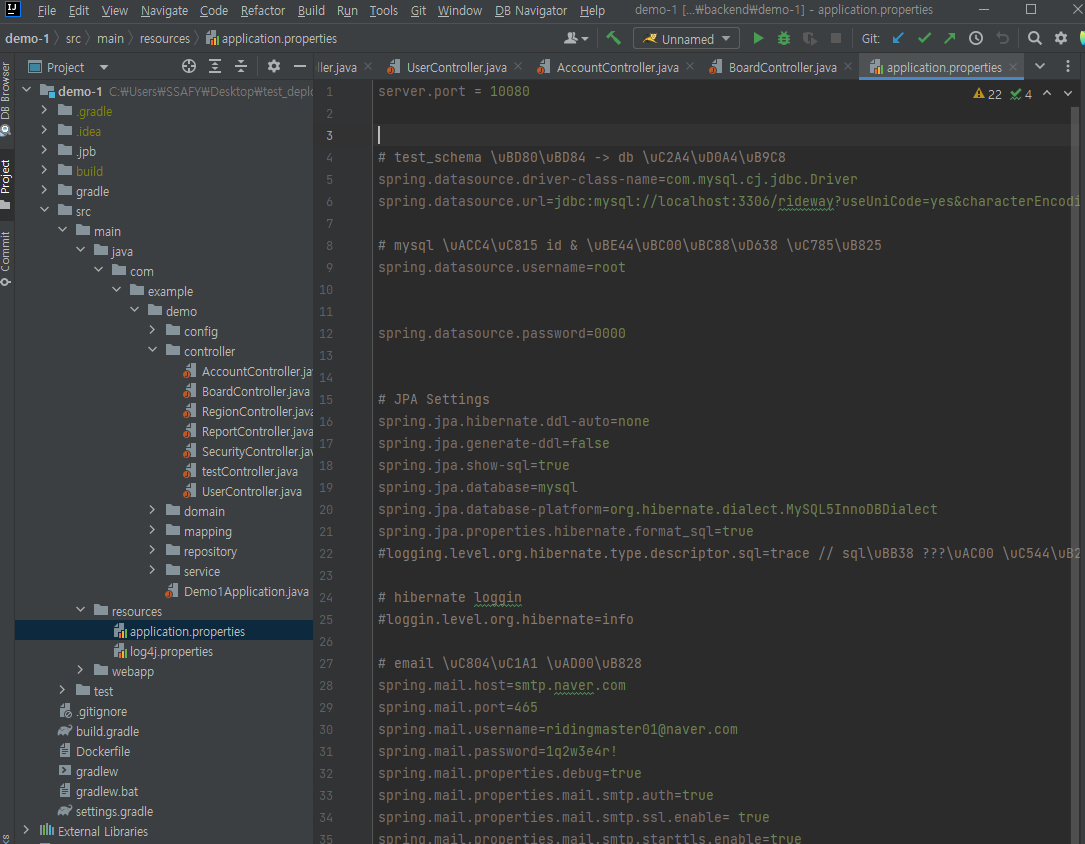 File Edit View Navigate Code Refactor Build Run Tools Git Window DB Navigator Help demo-1 [...₩backend₩demo-1] - application.properties
demo-1 src main resources application.properties Unnamed Git:
Project ller.java UserController.java AccountController.java BoardController.java application.properties
DB Browser
Project
Commit
demo-1 C:₩Users₩SSAFY₩Desktop₩test_deplo
.gradle
.idea
.jpb
build
gradle
src
main
java
com
example
demo
config
controller
AccountController.ja
BoardController.java
RegionController.java
ReportController.java
SecurityController.jav
testController.java
UserController.java
domain
mapping
repository
service
Demo1Application.java
resources
application.properties
log4j.properties
webapp
test
.gitignore
build.gradle
Dockerfile
gradlew
gradlew.bat
settings.gradle
External Libraries
22 4
1 server.port = 10080
2
3
4 # test_schema \uBD80\uBD84 -> db \uC2A4\uD0A4\uB9C8
5 spring.datasource.driver-class-name=com.mysql.cj.jdbc.Driver
6 spring.datasource.url=jdbc:mysql://localhost:3306/rideway?useUniCode=yes&characterEncodi
7
8 # mysql \uACC4\uC815 id & \uBE44\uBC00\uBC88\uD638 \uC785\uB825
9 spring.datasource.username=root
10
11
12 spring.datasource.password=0000
13
14
15 # JPA Settings
16 spring.jpa.hibernate.ddl-auto=none
17 spring.jpa.generate-ddl=false
18 spring.jpa.show-sql=true
19 spring.jpa.database=mysql
20 spring.jpa.database-platform=org.hibernate.dialect.MySQL5InnoDBDialect
21 spring.jpa.properties.hibernate.format_sql=true
22 #logging.level.org.hibernate.type.descriptor.sql=trace // sql\uBB38 ???\uAC00 \uC544\uB2
23
24 # hibernate loggin
25 #loggin.level.org.hibernate=info
26
27 # email \uC804\uC1A1 \uAD00\uB828
28 spring.mail.host=smtp.naver.com
29 spring.mail.port=465
30 spring.mail.username=ridingmaster01@naver.com
31 spring.mail.password=1q2w3e4r!
32 spring.mail.properties.debug=true
33 spring.mail.properties.mail.smtp.auth=true
34 spring.mail.properties.mail.smtp.ssl.enable= true
35 spring.mail.properties.mail.smtp.starttls.enable=true